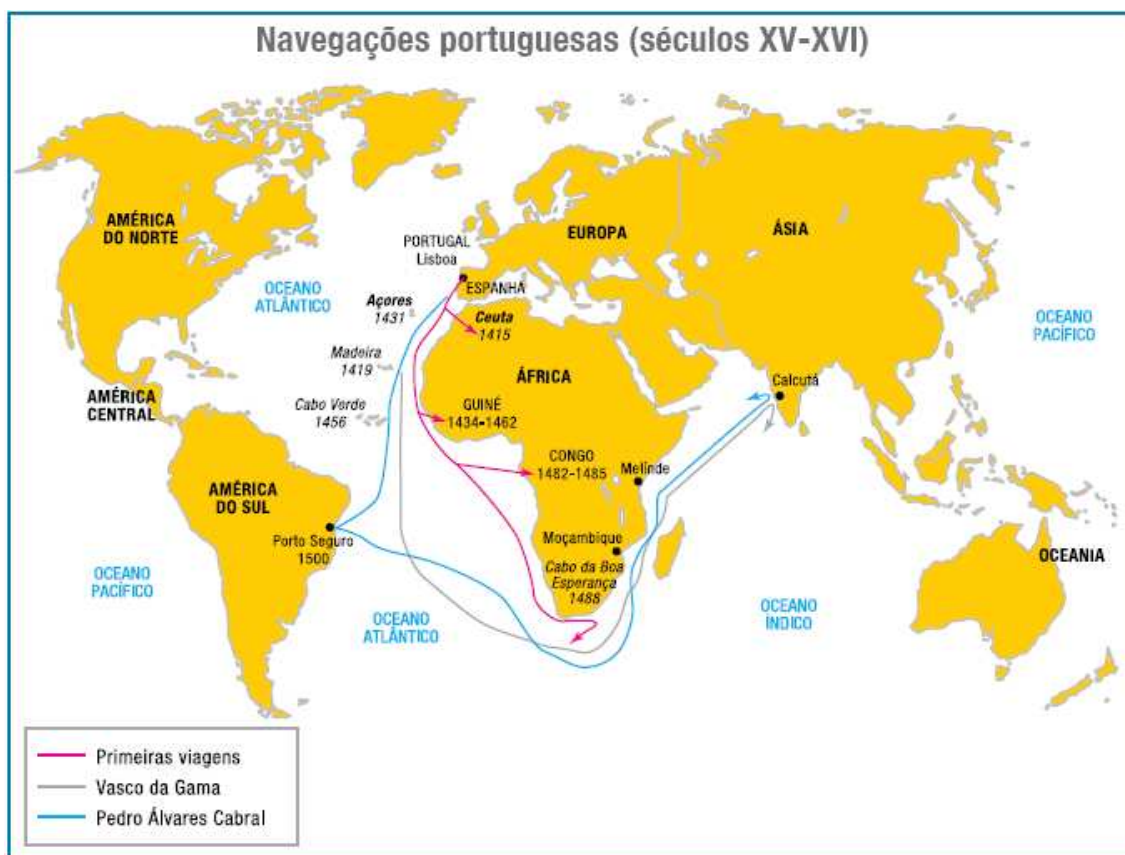 Navegações portuguesas (séculos XV-XVI)
AMÉRICA
DO NORTE
EUROPA
ÁSIA
PORTUGAL
Lisboa
ESPANHA
OCEANO
ATLÂNTICO
Açores
1431
Ceuta
1415
OCEANO
PACÍFICO
Madeira
1419
ÁFRICA
Calcutá
AMÉRICA
CENTRAL
Cabo Verde
1456
GUINÉ
1434-1462
CONGO
1482-1485
Melinde
AMÉRICA
DO SUL
Porto Seguro
1500
Moçambique
Cabo da Boa
Esperança
1488
OCEANIA
OCEANO
PACÍFICO
OCEANO
ATLÂNTICO
OCEANO
ÍNDICO
Primeiras viagens
Vasco da Gama
Pedro Álvares Cabral